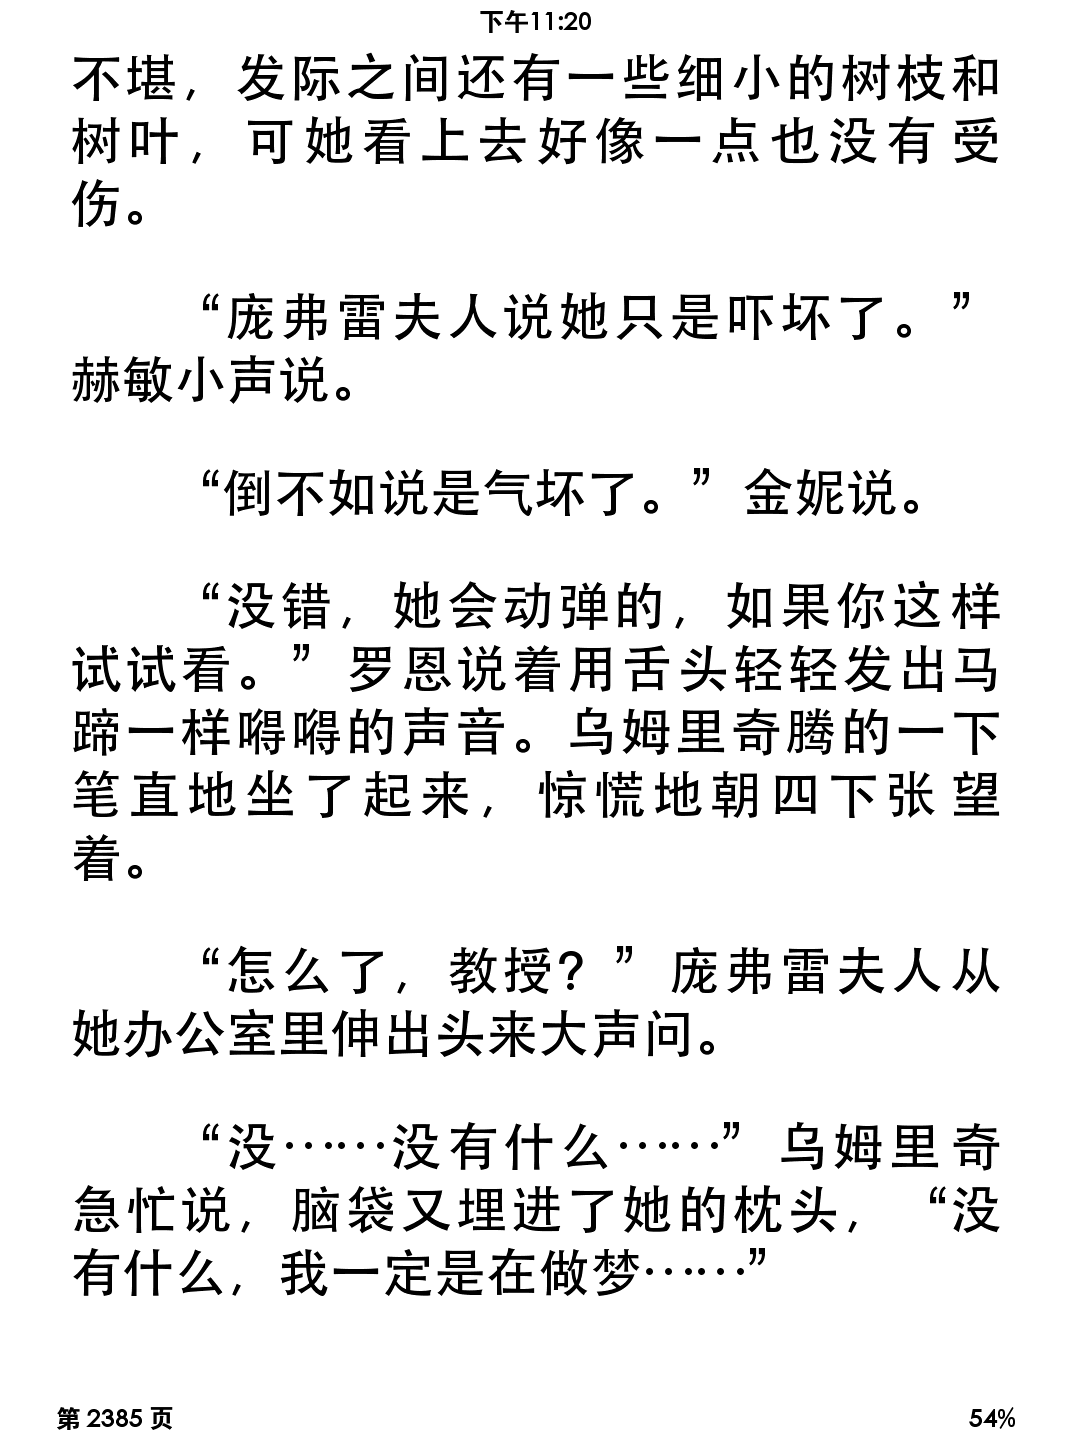 下午11:20
不堪，发际之间还有一些细小的树枝和
树叶，可她看上去好像一点也没有受
伤。
“庞弗雷夫人说她只是吓坏了。”
赫敏小声说。
“倒不如说是气坏了。”金妮说。
“没错，她会动弹的，如果你这样
试试看。”罗恩说着用舌头轻轻发出马
蹄一样嘚嘚的声音。乌姆里奇腾的一下
笔直地坐了起来，惊慌地朝四下张望
着。
“怎么了，教授？”庞弗雷夫人从
她办公室里伸出头来大声问。
“没……没有什么……”乌姆里奇
急忙说，脑袋又埋进了她的枕头，“没
有什么，我一定是在做梦……”
第 2385 页
54%